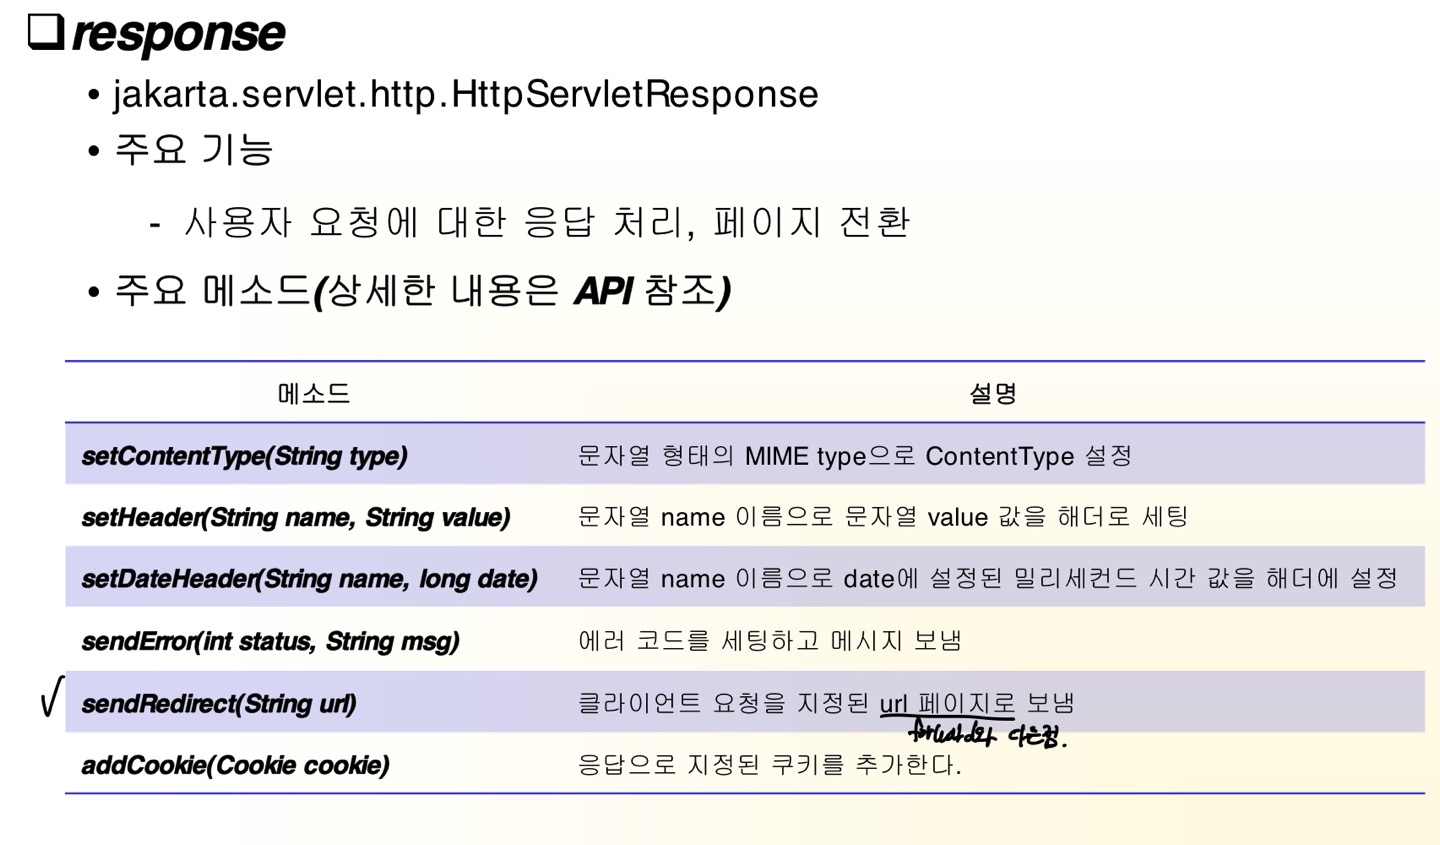 response
• jakarta.servlet.http.HttpServletResponse
• 주요 기능
- 사용자 요청에 대한 응답 처리, 페이지 전환
• 주요 메소드(상세한 내용은 API 참조)
메소드 설명
setContentType(String type) 문자열 형태의 MIME type으로 ContentType 설정
setHeader(String name, String value) 문자열 name 이름으로 문자열 value 값을 해더로 세팅
setDateHeader(String name, long date) 문자열 name 이름으로 date에 설정된 밀리세컨드 시간 값을 해더에 설정
sendError(int status, String msg) 에러 코드를 세팅하고 메시지 보냄
√ sendRedirect(String url) 클라이언트 요청을 지정된 url 페이지로 보냄
forward와 다른점.
addCookie(Cookie cookie) 응답으로 지정된 쿠키를 추가한다.